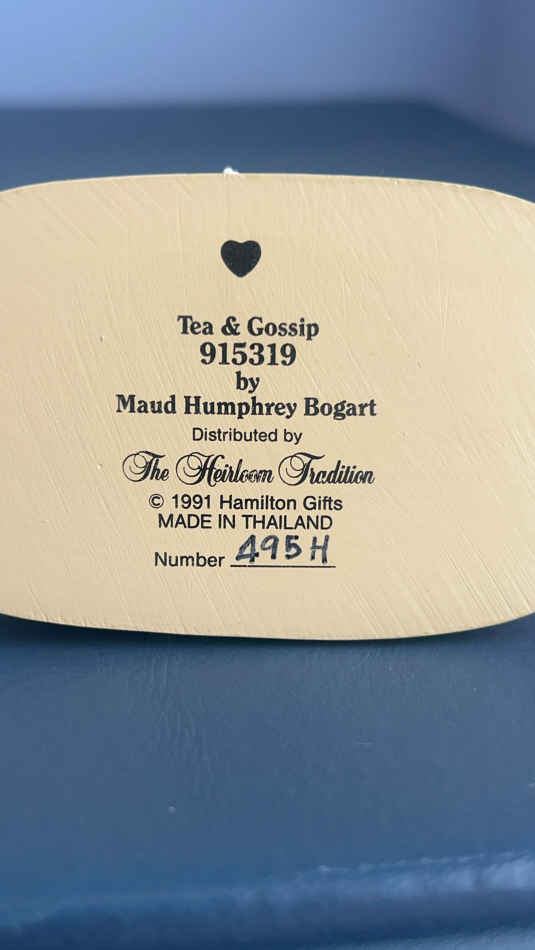 Tea & Gossip
915319
by
Maud Humphrey Bogart
Distributed by
The Heirloom Tradition
© 1991 Hamilton Gifts
MADE IN THAILAND
Number 495H